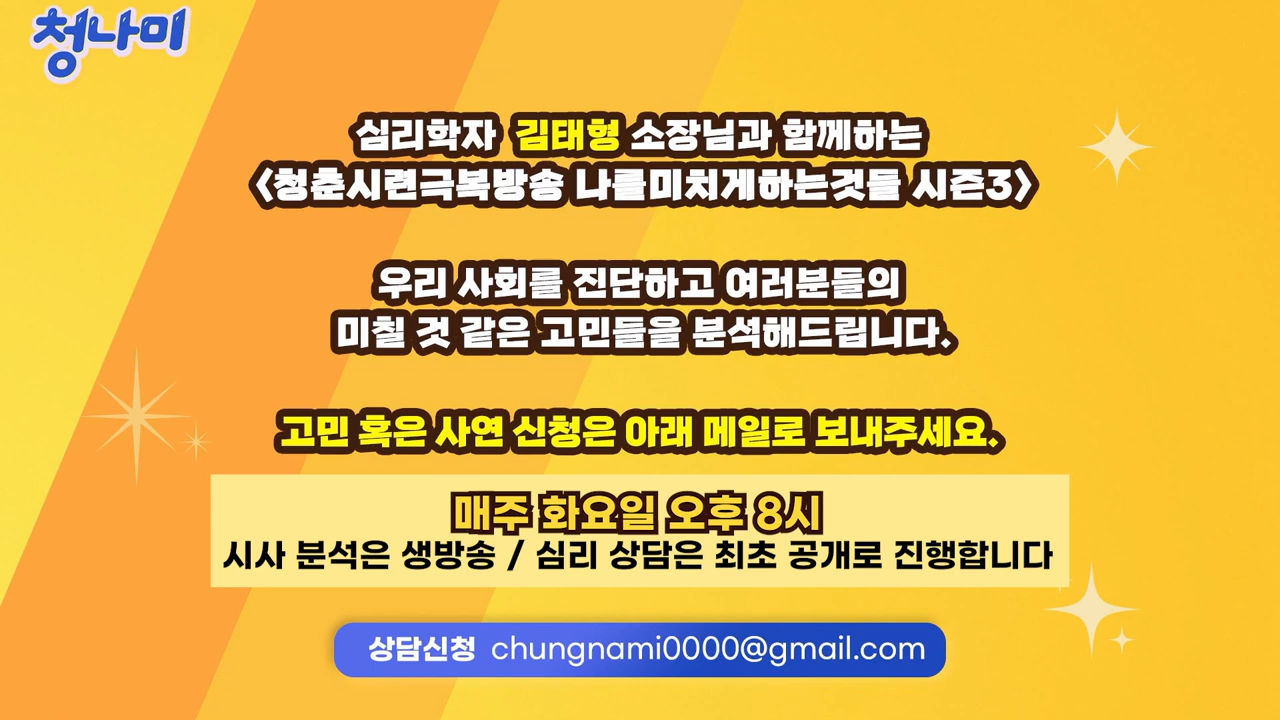 청나미
심리학자 김태형 소장님과 함께하는
<청춘시련극복방송 나를미치게하는것들 시즌3>
우리 사회를 진단하고 여러분들의
미칠 것 같은 고민들을 분석해드립니다.
고민 혹은 사연 신청은 아래 메일로 보내주세요.
매주 화요일 오후 8시
시사 분석은 생방송 / 심리 상담은 최초 공개로 진행합니다
상담신청 chungnami0000@gmail.com